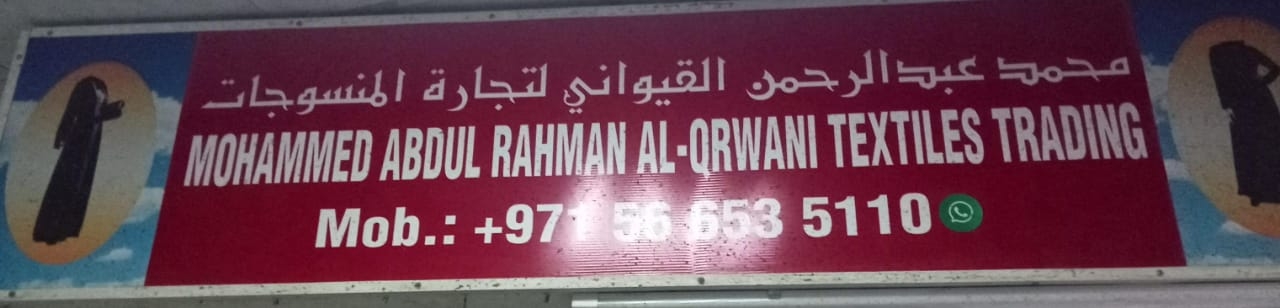 محمد عبدالرحمن القيواني لتجارة المنسوجات
MOHAMMED ABDUL RAHMAN AL-QRWANI TEXTILES TRADING
Mob.: +971 56 653 5110